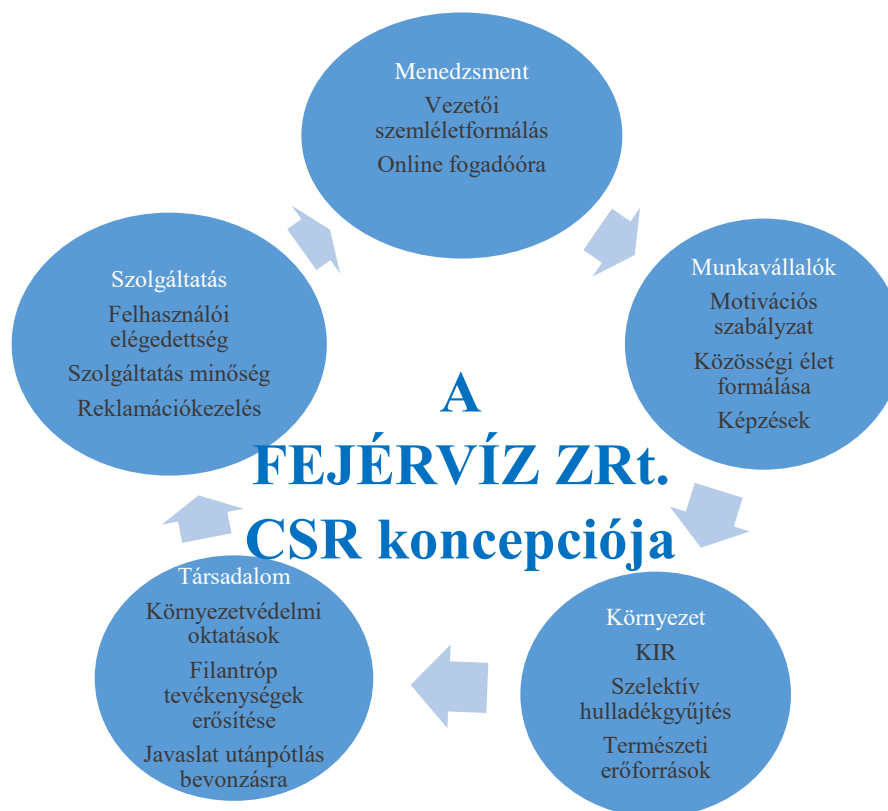 Menedzsment
Vezetői
szemléletformálás
Online fogadóóra
Munkavállalók
Motivációs
szabályzat
Közösségi élet
formálása
Képzések
Környezet
KIR
Szelektív
hulladékgyűjtés
Természeti
erőforrások
Társadalom
Környezetvédelmi
oktatások
Filantróp
tevékenységek
erősítése
Javaslat utánpótlás
bevonzásra
Szolgáltatás
Felhasználói
elégedettség
Szolgáltatás minőség
Reklamációkezelés
A
FEJÉRVÍZ ZRt.
CSR koncepciója